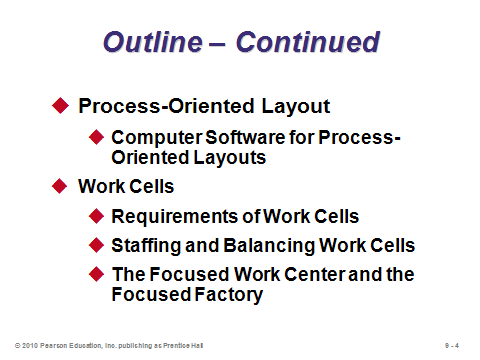 Outline – Continued
Process-Oriented Layout
Computer Software for Process-
Oriented Layouts
Work Cells
Requirements of Work Cells
Staffing and Balancing Work Cells
The Focused Work Center and the
Focused Factory
© 2010 Pearson Education, Inc. publishing as Prentice Hall
9 - 4